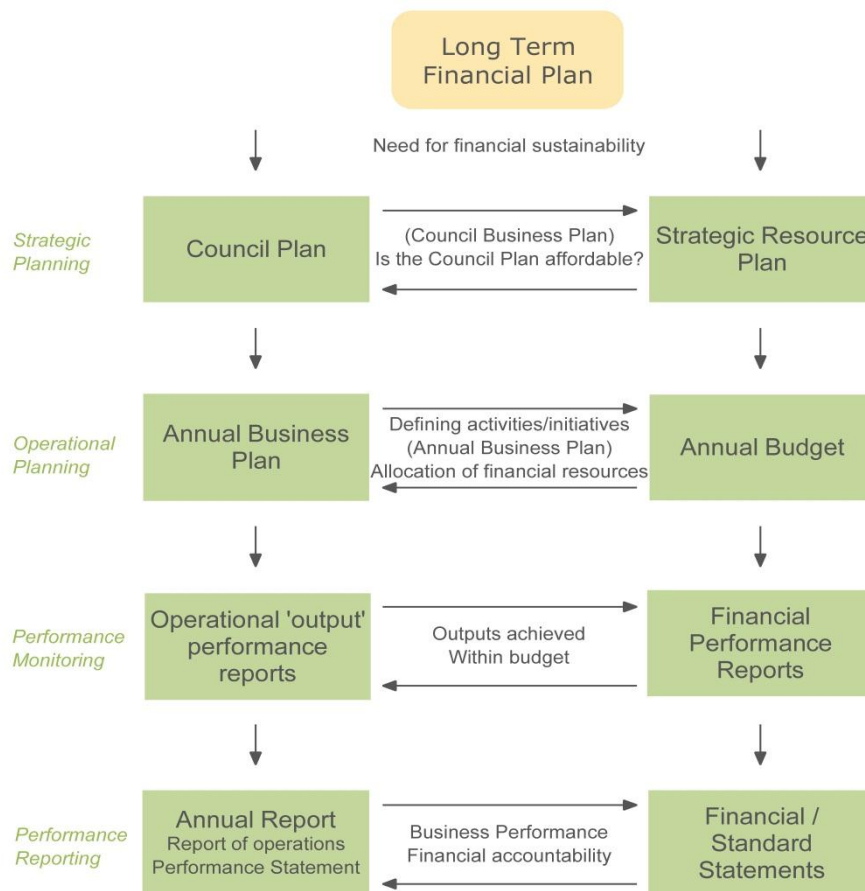 Long Term
Financial Plan
Need for financial sustainability
Strategic
Planning
Council Plan
(Council Business Plan)
Is the Council Plan affordable?
Strategic Resource
Plan
Operational
Planning
Annual Business
Plan
Defining activities/initiatives
(Annual Business Plan)
Allocation of financial resources
Annual Budget
Performance
Monitoring
Operational 'output'
performance
reports
Outputs achieved
Within budget
Financial
Performance
Reports
Performance
Reporting
Annual Report
Report of operations
Performance Statement
Business Performance
Financial accountability
Financial /
Standard
Statements